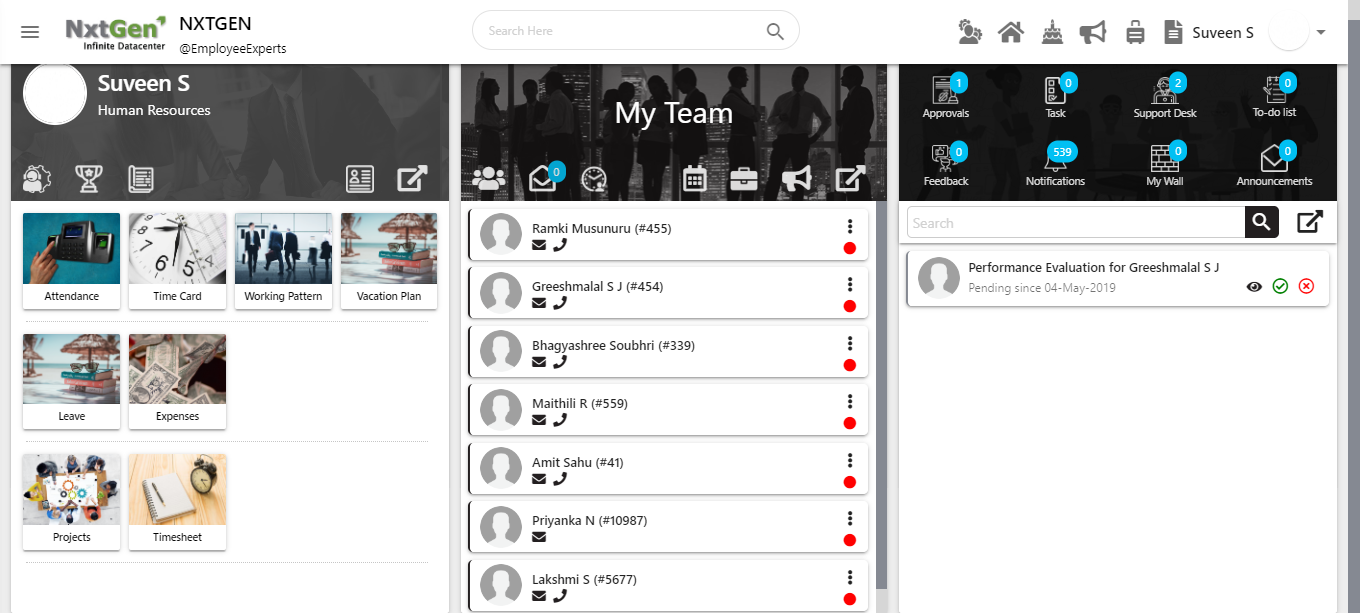 NxtGen
Infinite Datacenter
NXTGEN
@EmployeeExperts
Search Here
Suveen S
Suveen S
Human Resources
Attendance
Time Card
Working Pattern
Vacation Plan
Leave
Expenses
Projects
Timesheet
My Team
0
Ramki Musunuru (#455)
Greeshmalal S J (#454)
Bhagyashree Soubhri (#339)
Maithili R (#559)
Amit Sahu (#41)
Priyanka N (#10987)
Lakshmi S (#5677)
1
Approvals
0
Task
2
Support Desk
0
To-do list
0
Feedback
539
Notifications
0
My Wall
0
Announcements
Search
Performance Evaluation for Greeshmalal S J
Pending since 04-May-2019